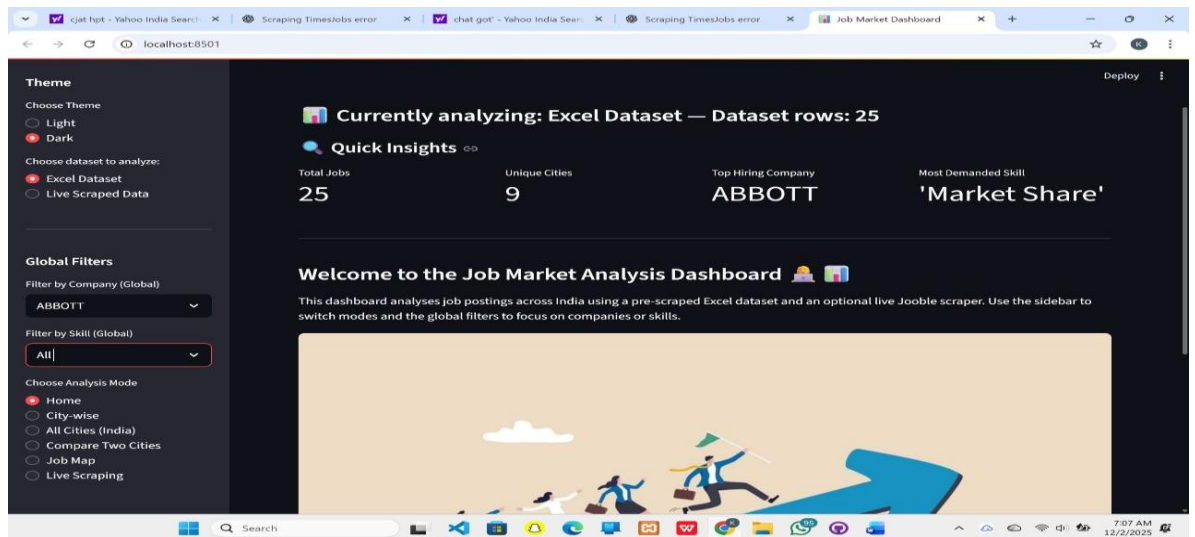 cjat hpt - Yahoo India Search
Scraping TimesJobs error
chat got' - Yahoo India Sear
Scraping TimesJobs error
Job Market Dashboard
localhost:8501
K
Deploy
Theme
Choose Theme
Light
Dark
Choose dataset to analyze:
Excel Dataset
Live Scraped Data
Global Filters
Filter by Company (Global)
ABBOTT
Filter by Skill (Global)
All
Choose Analysis Mode
Home
City-wise
All Cities (India)
Compare Two Cities
Job Map
Live Scraping
Currently analyzing: Excel Dataset — Dataset rows: 25
Quick Insights
Total Jobs
25
Unique Cities
9
Top Hiring Company
ABBOTT
Most Demanded Skill
'Market Share'
Welcome to the Job Market Analysis Dashboard
This dashboard analyses job postings across India using a pre-scraped Excel dataset and an optional live Jooble scraper. Use the sidebar to
switch modes and the global filters to focus on companies or skills.
Search
7:07 AM
12/2/2025